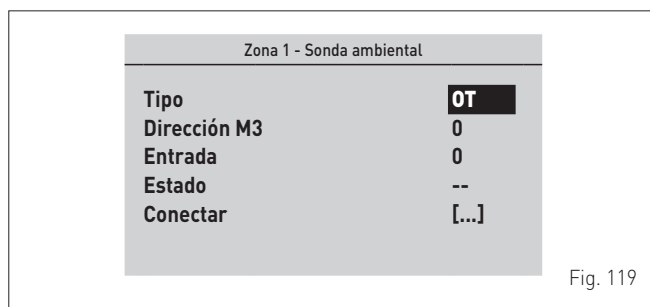 Zona 1 - Sonda ambiental
Tipo OT
Dirección M3 0
Entrada 0
Estado --
Conectar [...]
Fig. 119